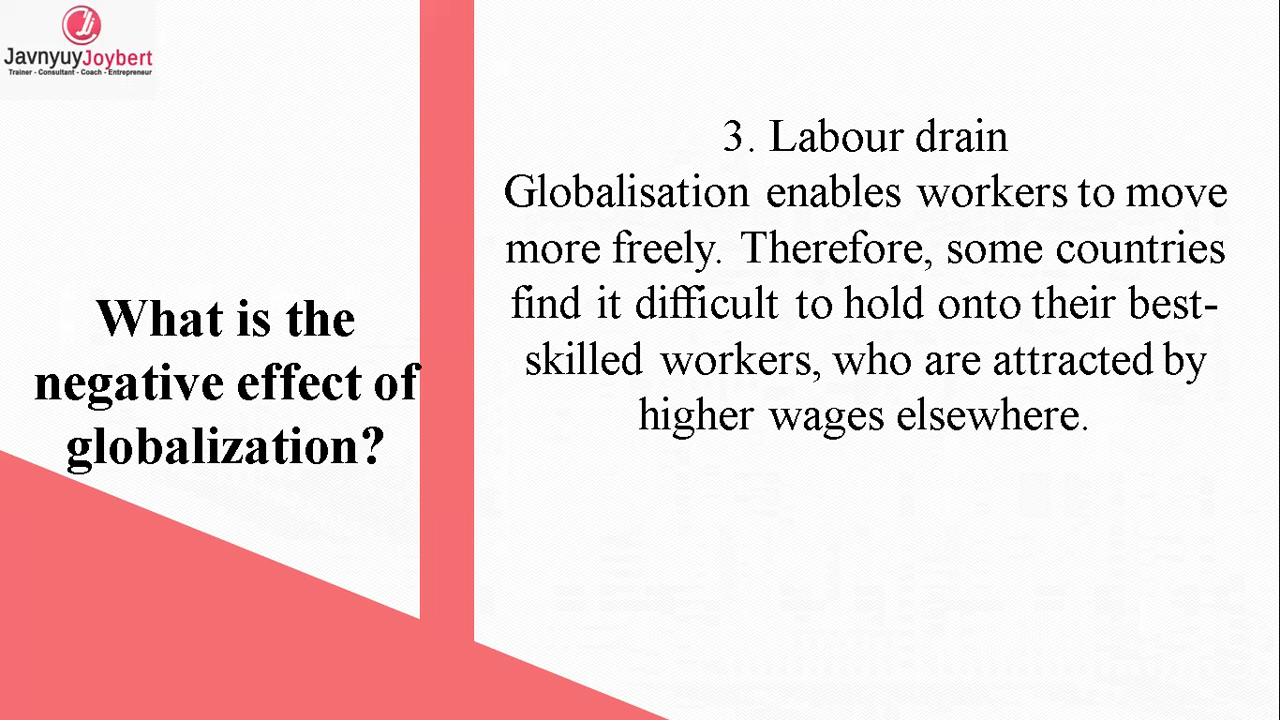 JavnyuyJoybert
Trainer - Consultant - Coach - Entrepreneur
What is the
negative effect of
globalization?
3. Labour drain
Globalisation enables workers to move
more freely. Therefore, some countries
find it difficult to hold onto their best-
skilled workers, who are attracted by
higher wages elsewhere.